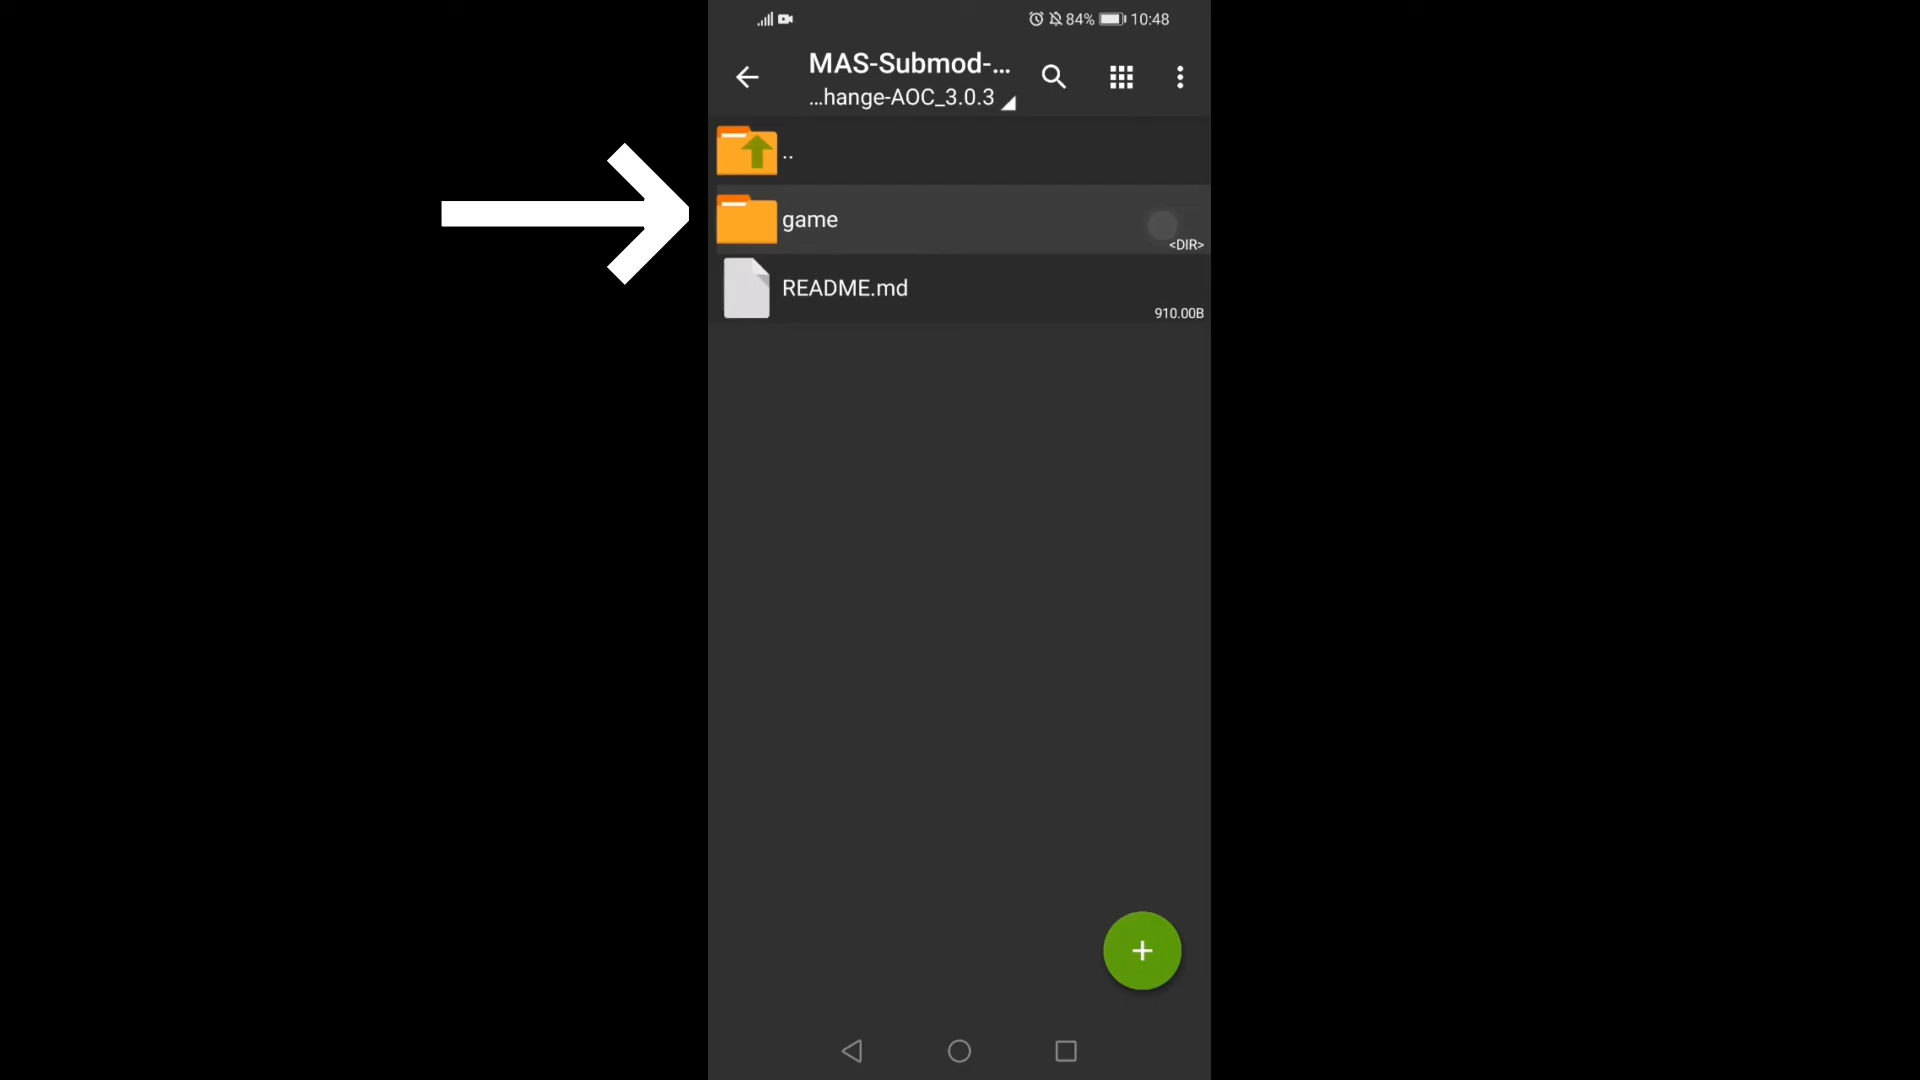 84% 10:48
MAS-Submod-...
...hange-AOC_3.0.3
..
game
<DIR>
README.md
910.00B